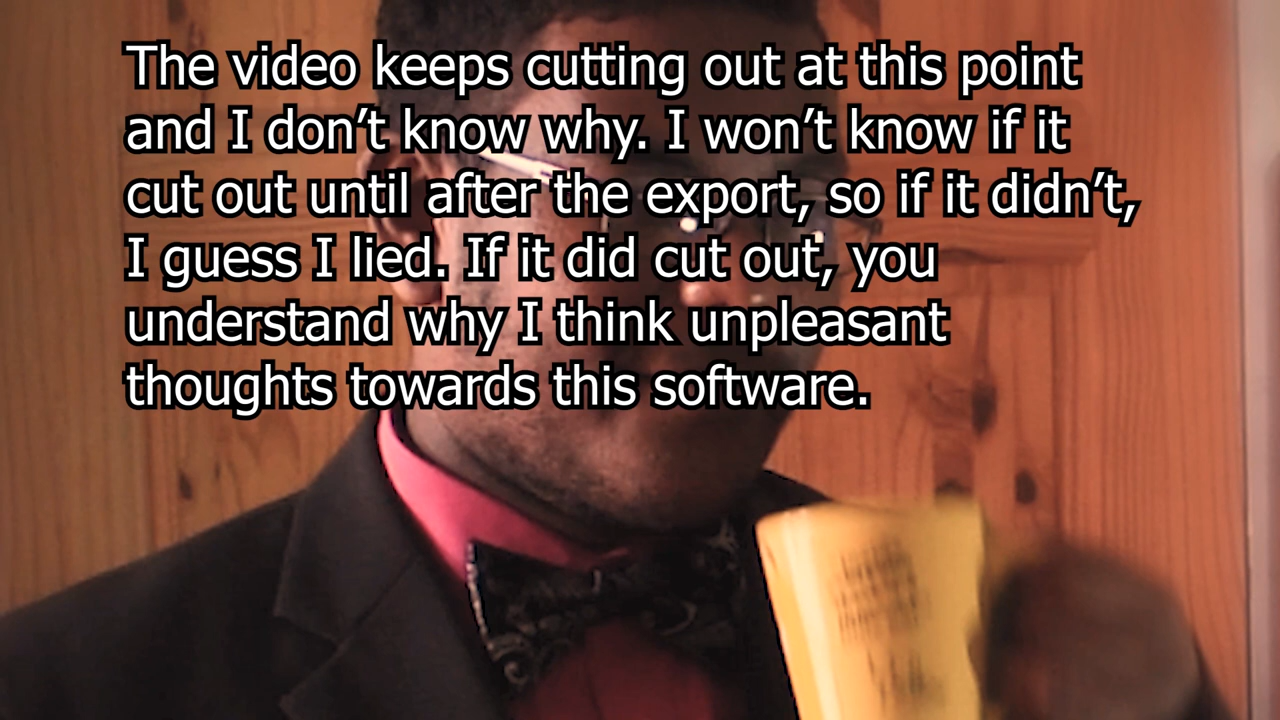 The video keeps cutting out at this point
and I don’t know why. I won’t know if it
cut out until after the export, so if it didn’t,
I guess I lied. If it did cut out, you
understand why I think unpleasant
thoughts towards this software.